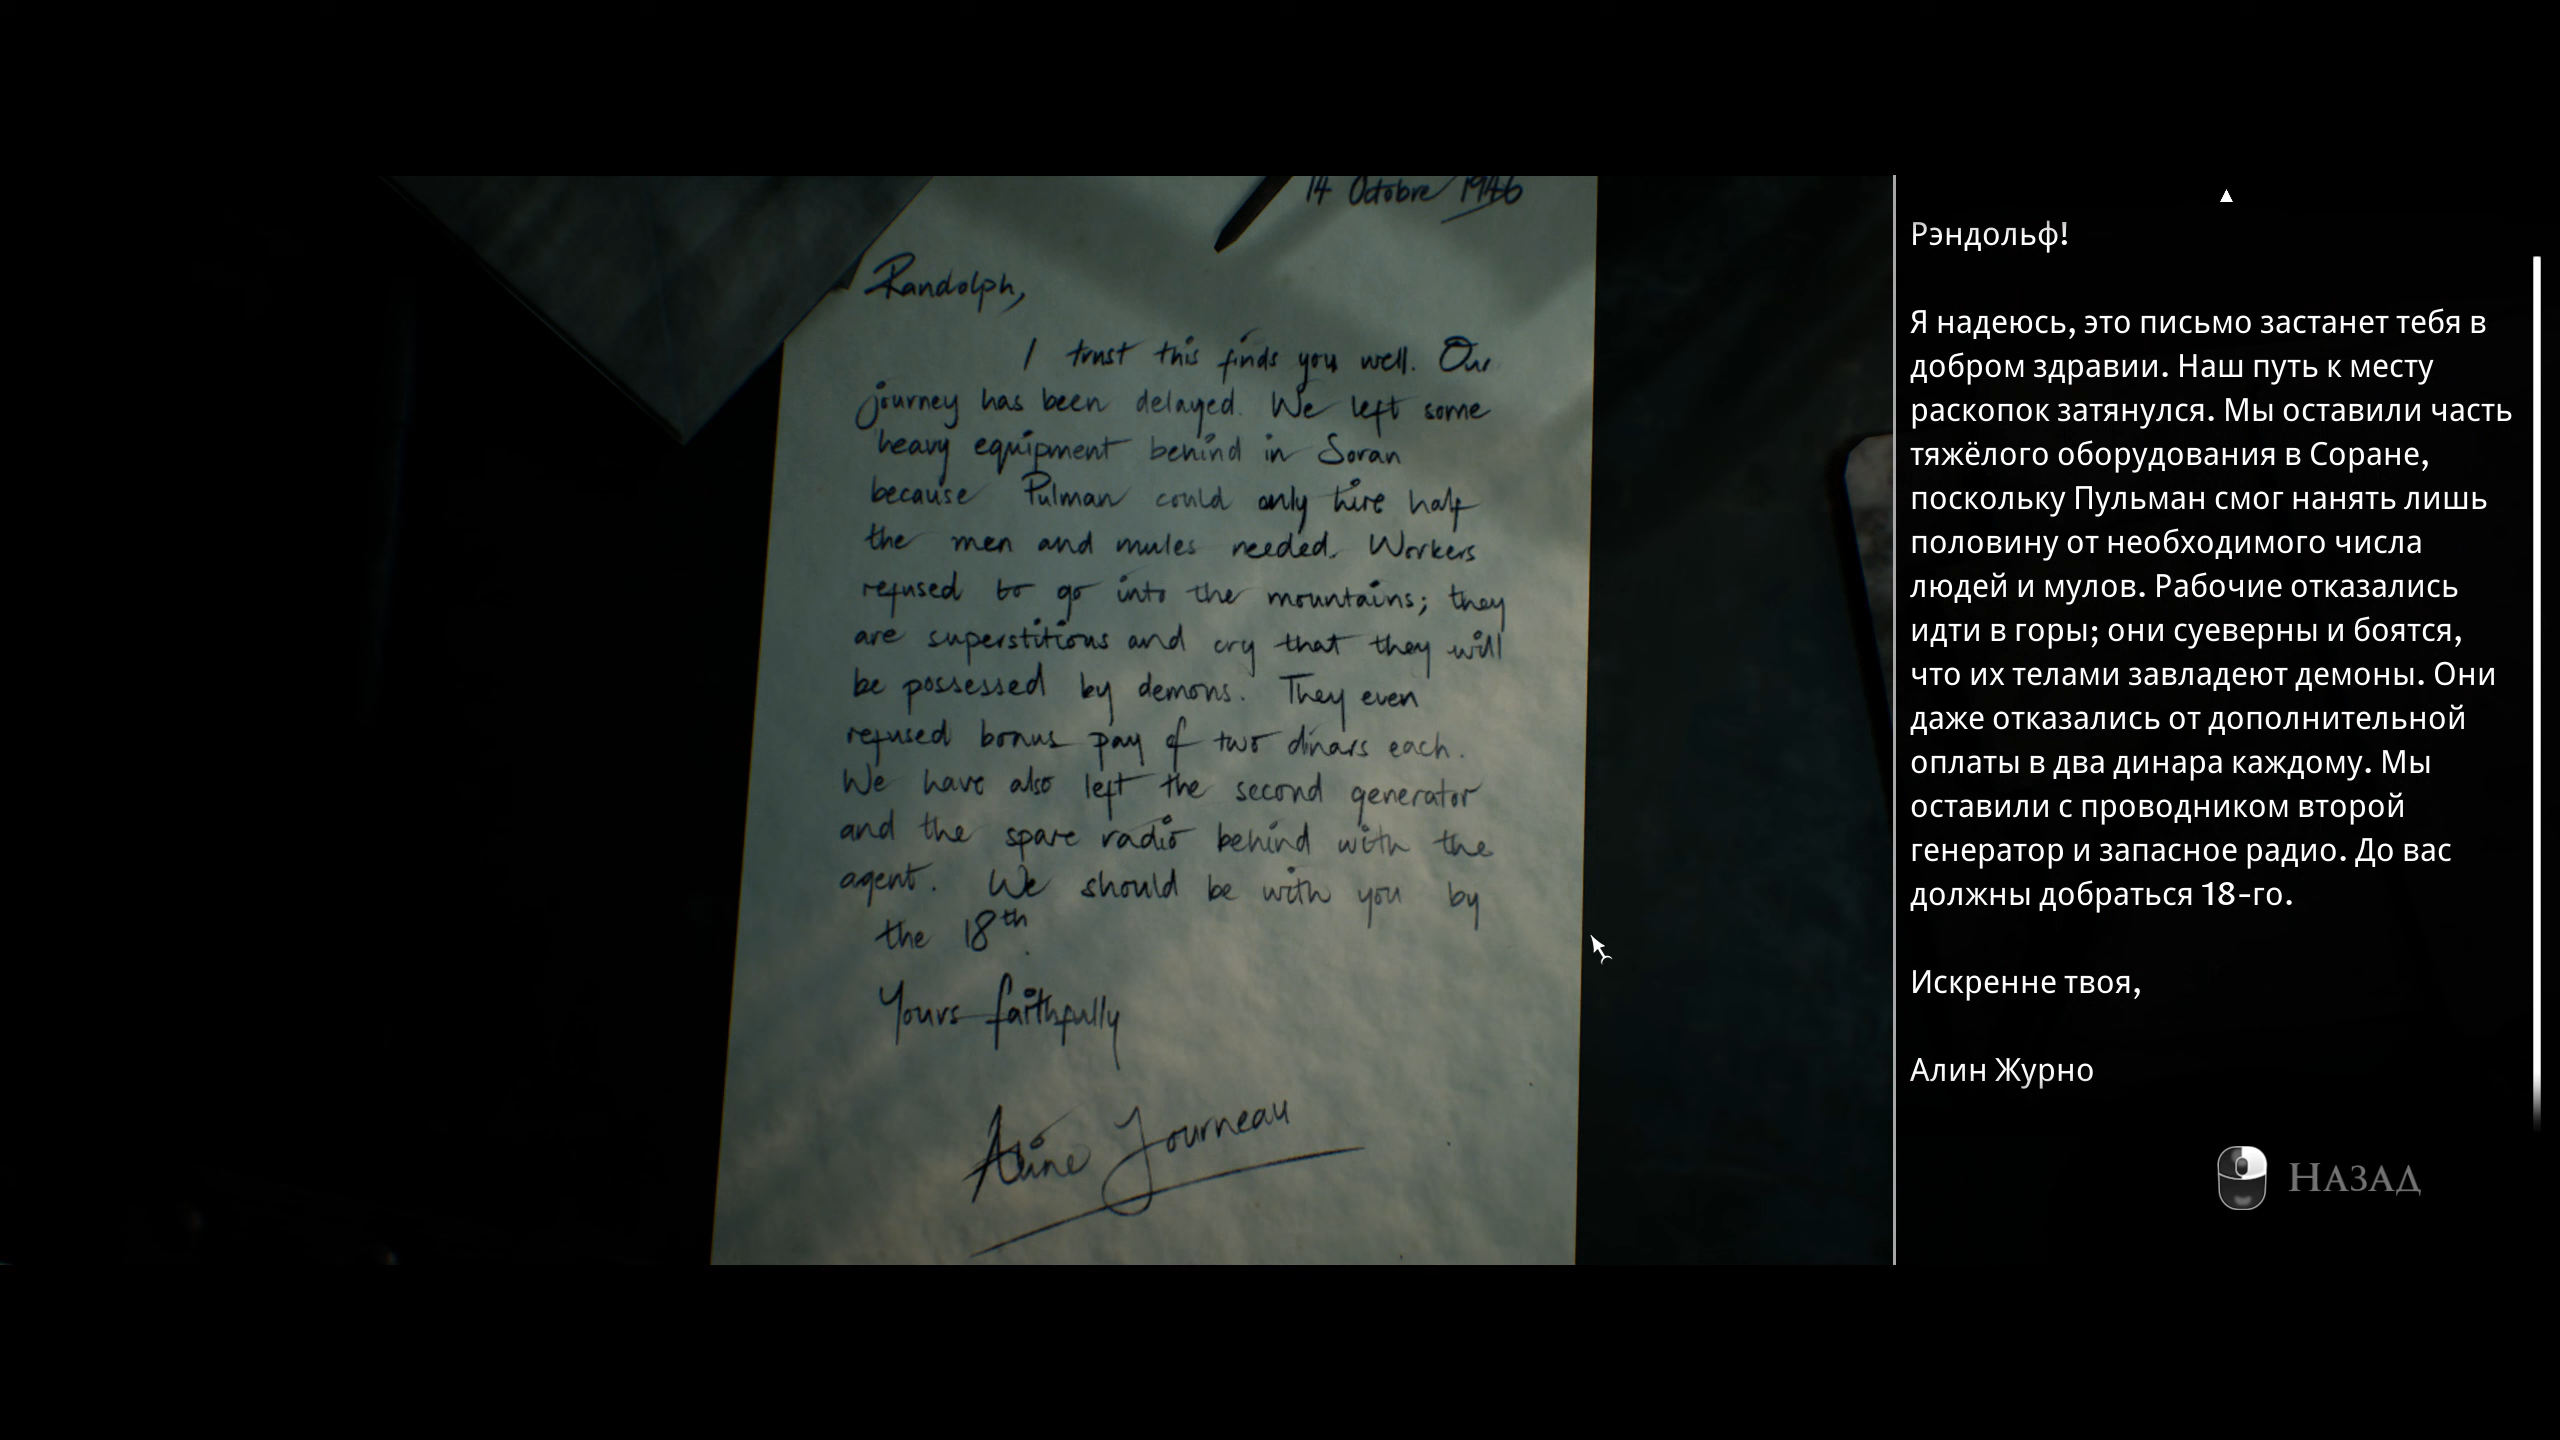 14 Octobre 1946
Randolph,
I trust this finds you well. Our
journey has been delayed. We left some
heavy equipment behind in Soran
because Pulman could only hire half
the men and mules needed. Workers
refused to go into the mountains; they
are superstitious and cry that they will
be possessed by demons. They even
refused bonus pay of two dinars each.
We have also left the second generator
and the spare radio behind with the
agent. We should be with you by
the 18th.
Yours faithfully
Aline Journeau
Рэндольф!
Я надеюсь, это письмо застанет тебя в
добром здравии. Наш путь к месту
раскопок затянулся. Мы оставили часть
тяжёлого оборудования в Соране,
поскольку Пульман смог нанять лишь
половину от необходимого числа
людей и мулов. Рабочие отказались
идти в горы; они суеверны и боятся,
что их телами завладеют демоны. Они
даже отказались от дополнительной
оплаты в два динара каждому. Мы
оставили с проводником второй
генератор и запасное радио. До вас
должны добраться 18-го.
Искренне твоя,
Алин Журно
Назад